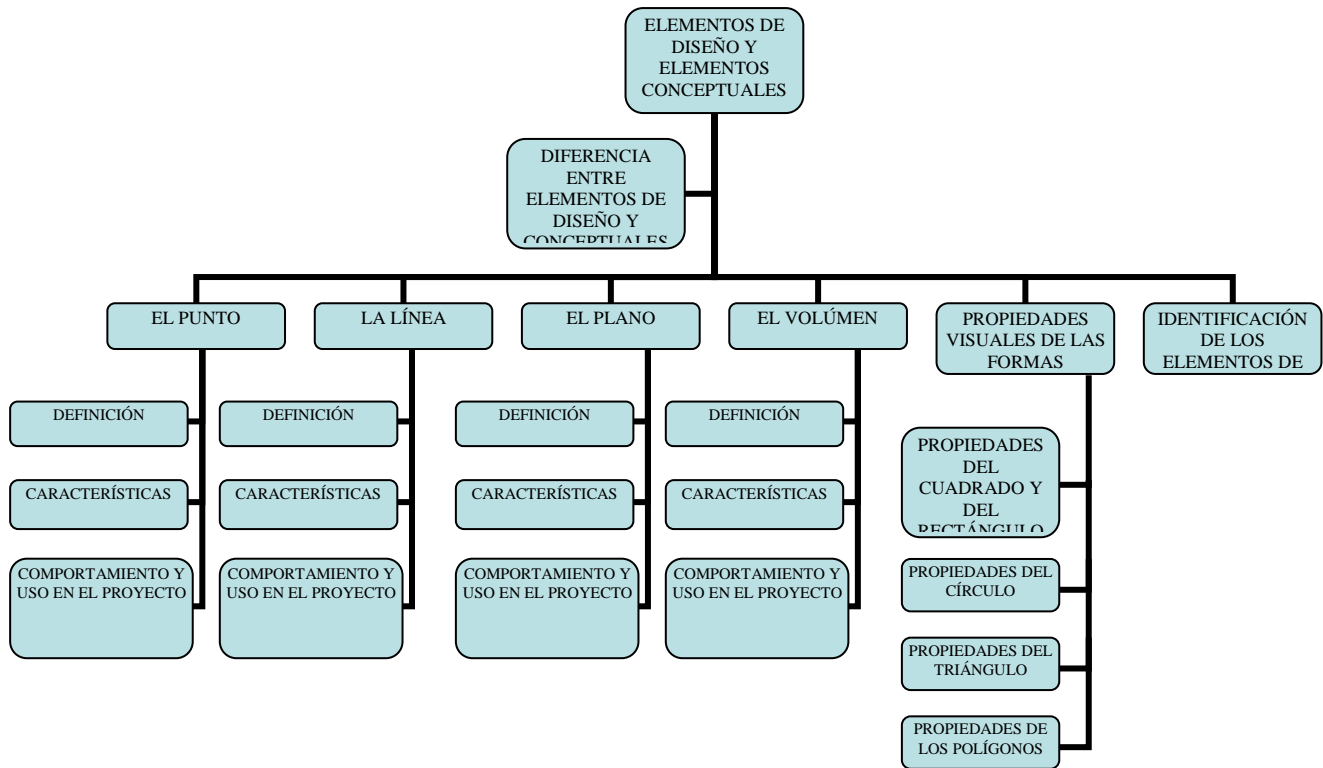 ELEMENTOS DE
DISEÑO Y
ELEMENTOS
CONCEPTUALES
DIFERENCIA
ENTRE
ELEMENTOS DE
DISEÑO Y
CONCEPTUALES
EL PUNTO
LA LÍNEA
EL PLANO
EL VOLÚMEN
PROPIEDADES
VISUALES DE LAS
FORMAS
IDENTIFICACIÓN
DE LOS
ELEMENTOS DE
DEFINICIÓN
DEFINICIÓN
DEFINICIÓN
DEFINICIÓN
PROPIEDADES
DEL
CUADRADO Y
DEL
RECTÁNGULO
CARACTERÍSTICAS
CARACTERÍSTICAS
CARACTERÍSTICAS
CARACTERÍSTICAS
COMPORTAMIENTO Y
USO EN EL PROYECTO
COMPORTAMIENTO Y
USO EN EL PROYECTO
COMPORTAMIENTO Y
USO EN EL PROYECTO
COMPORTAMIENTO Y
USO EN EL PROYECTO
PROPIEDADES DEL
CÍRCULO
PROPIEDADES DEL
TRIÁNGULO
PROPIEDADES DE
LOS POLÍGONOS